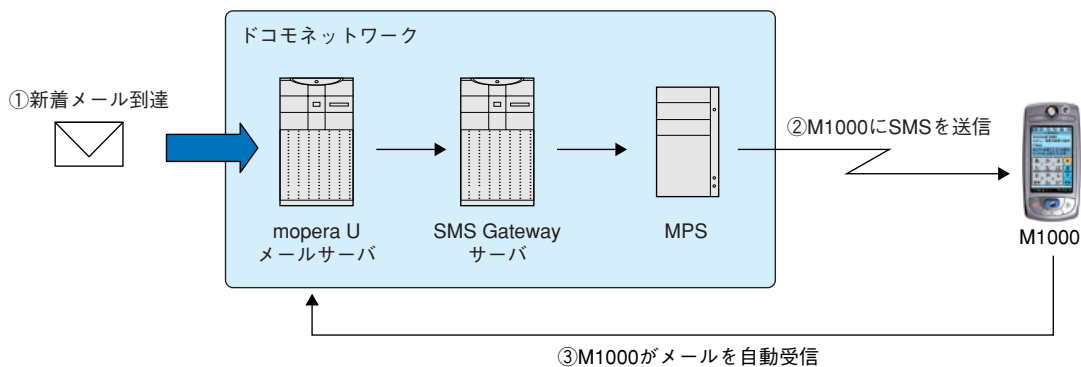 ドコモネットワーク
①新着メール到達
②M1000にSMSを送信
mopera U
メールサーバ
SMS Gateway
サーバ
MPS
M1000
③M1000がメールを自動受信